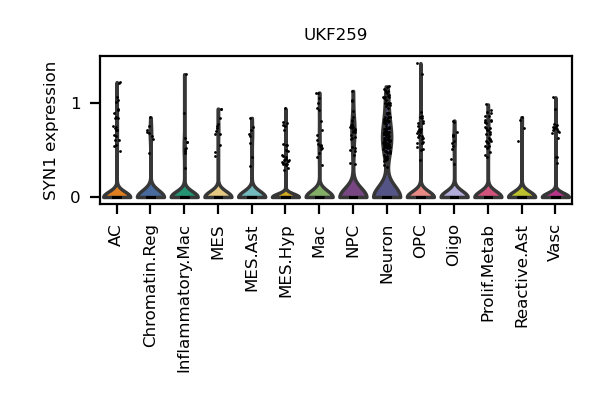 UKF259
SYN1 expression
1
0
AC
Chromatin.Reg
Inflammatory.Mac
MES
MES.Ast
MES.Hyp
Mac
NPC
Neuron
OPC
Oligo
Prolif.Metab
Reactive.Ast
Vasc